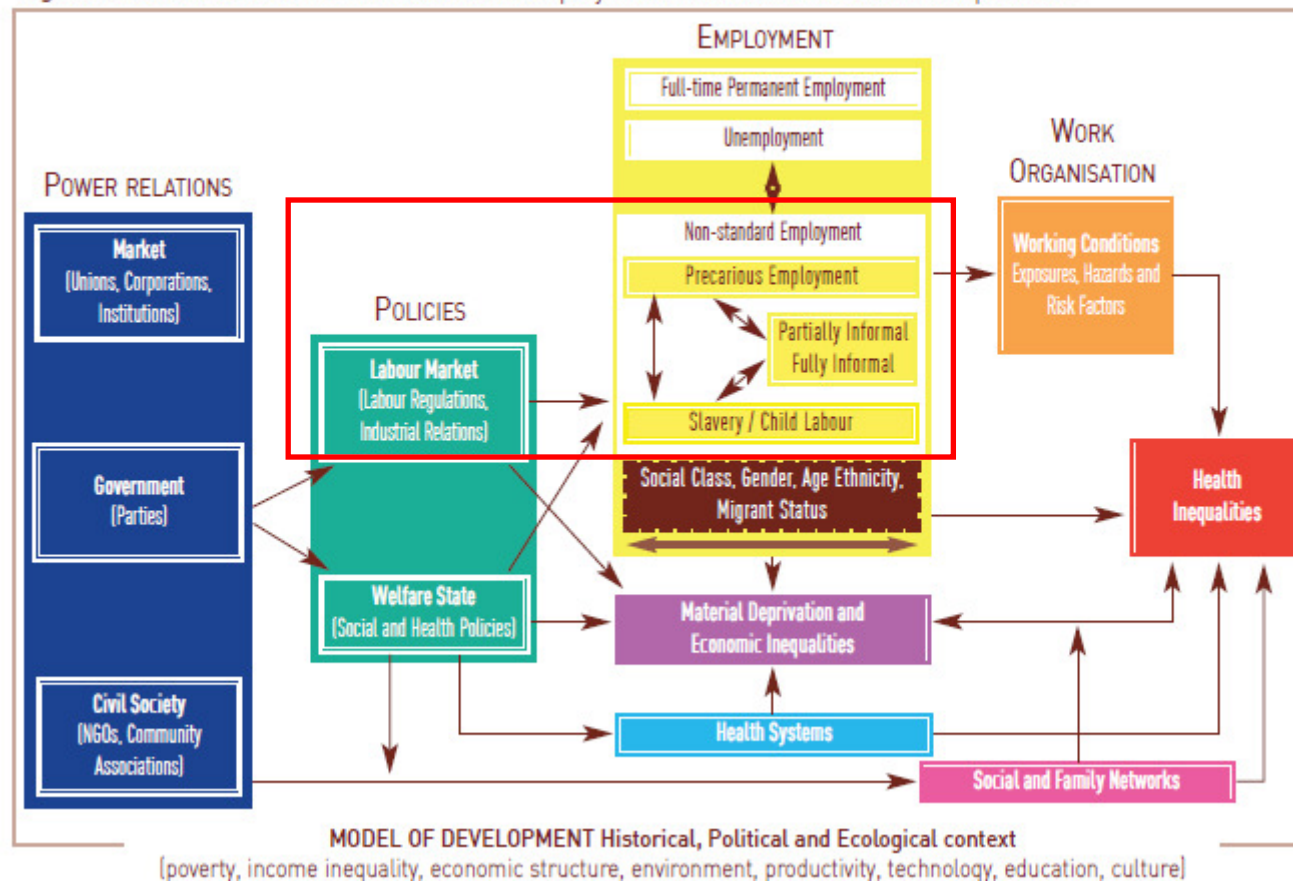 EMPLOYMENT
Full-time Permanent Employment
Unemployment
Non-standard Employment
Precarious Employment
Partially Informal
Fully Informal
Slavery / Child Labour
Social Class, Gender, Age Ethnicity,
Migrant Status
WORK
ORGANISATION
Working Conditions
Exposures, Hazards and
Risk Factors
POWER RELATIONS
Market
(Unions, Corporations,
Institutions)
Government
(Parties)
Civil Society
(NGOs, Community
Associations)
POLICIES
Labour Market
(Labour Regulations,
Industrial Relations)
Welfare State
(Social and Health Policies)
Material Deprivation and
Economic Inequalities
Health Systems
Social and Family Networks
Health
Inequalities
MODEL OF DEVELOPMENT Historical, Political and Ecological context
(poverty, income inequality, economic structure, environment, productivity, technology, education, culture)